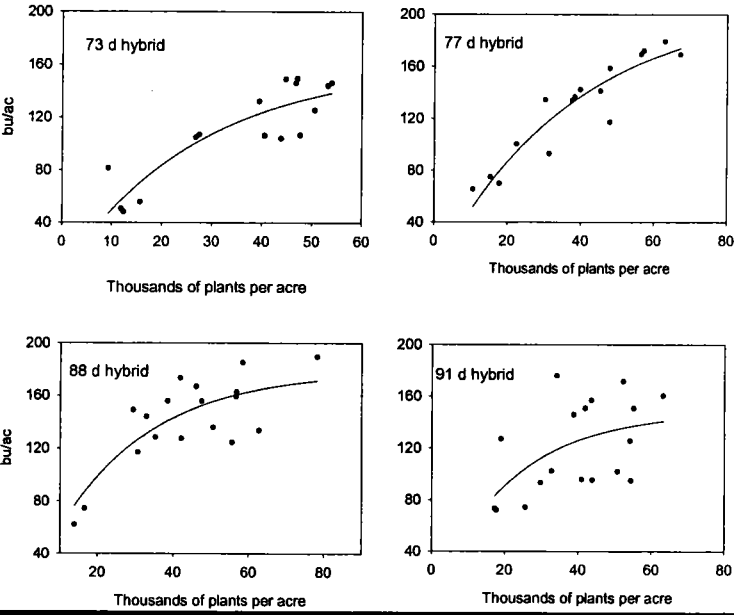 200
160
120
80
40
bu/ac
73 d hybrid
0 10 20 30 40 50 60
Thousands of plants per acre
200
160
120
80
40
77 d hybrid
0 20 40 60 80
Thousands of plants per acre
200
160
120
80
40
bu/ac
88 d hybrid
20 40 60 80
Thousands of plants per acre
200
160
120
80
40
91 d hybrid
0 20 40 60 80
Thousands of plants per acre